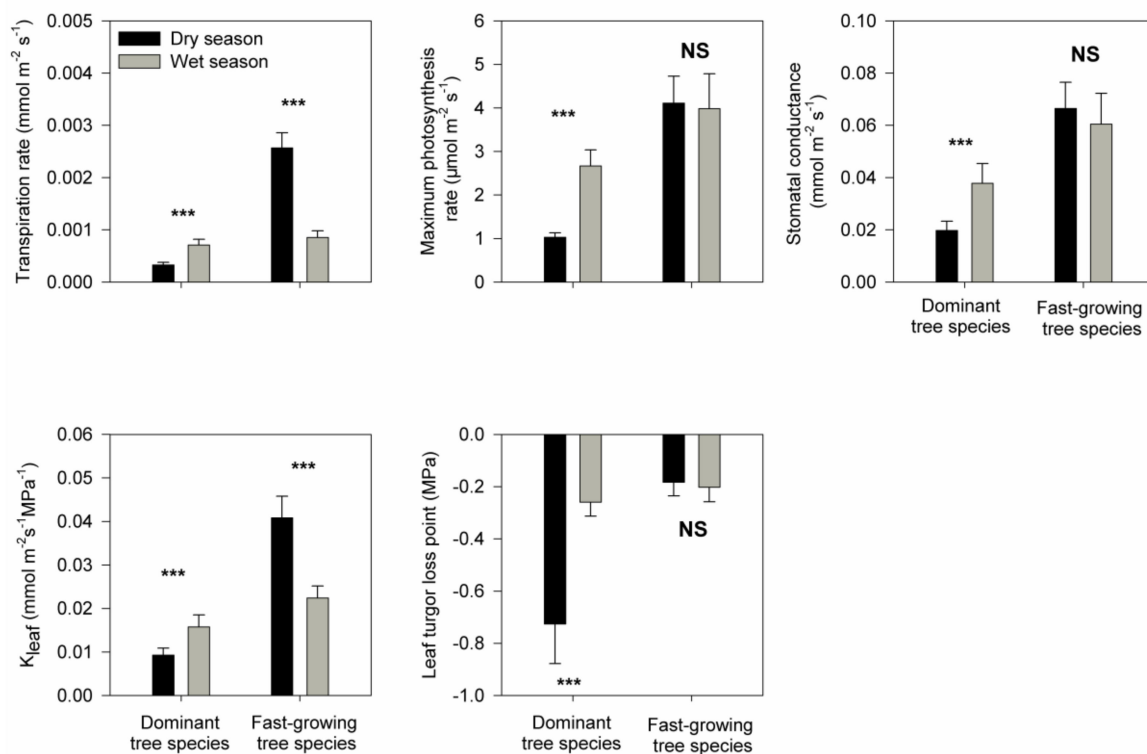 Transpiration rate (mmol m⁻² s⁻¹)
0.005
0.004
0.003
0.002
0.001
0.000
Dry season
Wet season
***
***
Maximum photosynthesis
rate (µmol m⁻² s⁻¹)
6
5
4
3
2
1
0
***
NS
Stomatal conductance
(mmol m⁻² s⁻¹)
0.10
0.08
0.06
0.04
0.02
0.00
***
NS
Dominant
tree species
Fast-growing
tree species
Kleaf (mmol m⁻²s⁻¹MPa⁻¹)
0.06
0.05
0.04
0.03
0.02
0.01
0.00
***
***
Dominant
tree species
Fast-growing
tree species
Leaf turgor loss point (MPa)
0.0
-0.2
-0.4
-0.6
-0.8
-1.0
***
NS
Dominant
tree species
Fast-growing
tree species